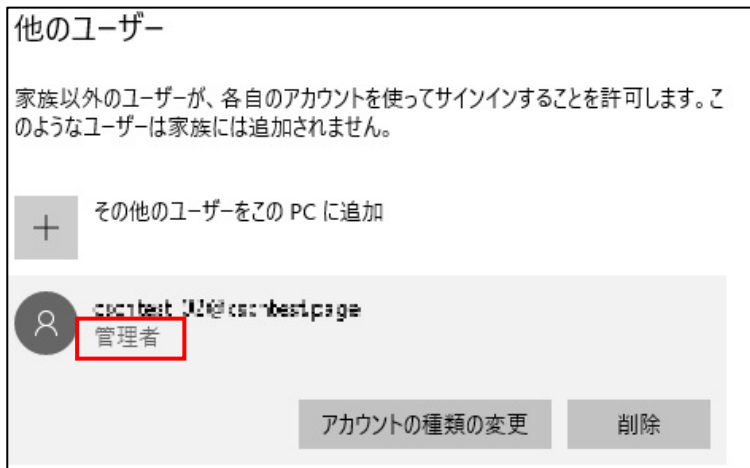 他のユーザー
家族以外のユーザーが、各自のアカウントを使ってサインインすることを許可します。こ
のようなユーザーは家族には追加されません。
その他のユーザーをこの PC に追加
管理者
アカウントの種類の変更
削除